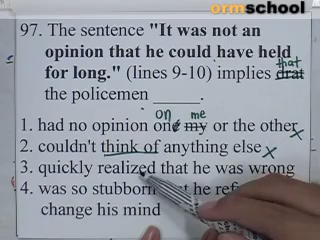 ormschool
97. The sentence "It was not an
opinion that he could have held
for long." (lines 9-10) implies drat that
the policemen ______.
on me
1. had no opinion one my or the other
2. couldn't think of anything else x
3. quickly realized that he was wrong
4. was so stubborn he
change his mind